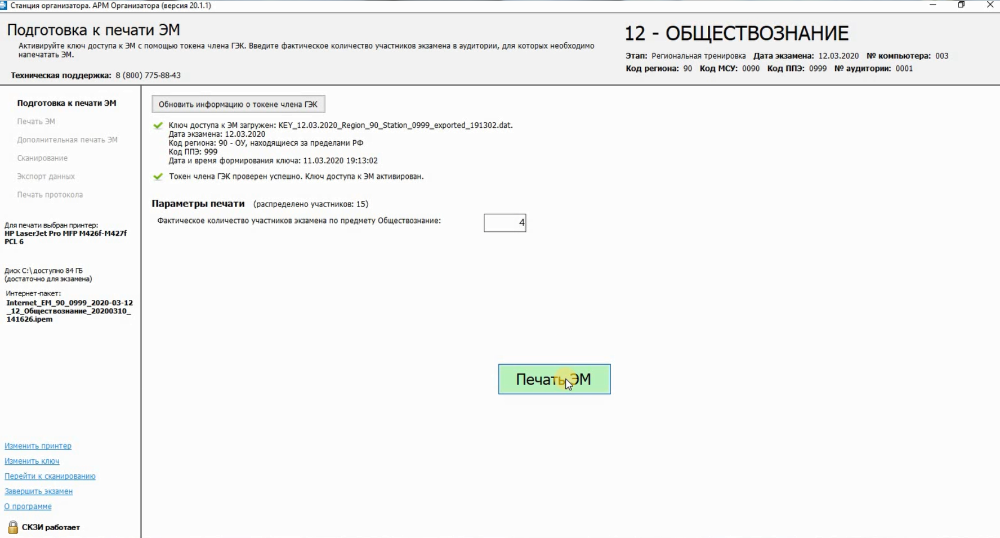 Станция организатора. АРМ Организатора (версия 20.1.1)
Подготовка к печати ЭМ
Активируйте ключ доступа к ЭМ с помощью токена члена ГЭК. Введите фактическое количество участников экзамена в аудитории, для которых необходимо
напечатать ЭМ.
Техническая поддержка: 8 (800) 775-88-43
12 - ОБЩЕСТВОЗНАНИЕ
Этап: Региональная тренировка Дата экзамена: 12.03.2020 № компьютера: 003
Код региона: 90 Код МСУ: 0090 Код ППЭ: 0999 № аудитории: 0001
Подготовка к печати ЭМ
Печать ЭМ
Дополнительная печать ЭМ
Сканирование
Экспорт данных
Печать протокола
Для печати выбран принтер:
HP LaserJet Pro MFP M426f-M427f
PCL 6
Диск C:\ доступно 84 ГБ
(достаточно для экзамена)
Интернет-пакет:
Internet_EM_90_0999_2020-03-12
_12_Обществознание_20200310_
141626.ipem
Изменить принтер
Изменить ключ
Перейти к сканированию
Завершить экзамен
О программе
СКЗИ работает
Обновить информацию о токене члена ГЭК
Ключ доступа к ЭМ загружен: KEY_12.03.2020_Region_90_Station_0999_exported_191302.dat.
Дата экзамена: 12.03.2020
Код региона: 90 - ОУ, находящиеся за пределами РФ
Код ППЭ: 999
Дата и время формирования ключа: 11.03.2020 19:13:02
Токен члена ГЭК проверен успешно. Ключ доступа к ЭМ активирован.
Параметры печати (распределено участников: 15)
Фактическое количество участников экзамена по предмету Обществознание: 4
Печать ЭМ